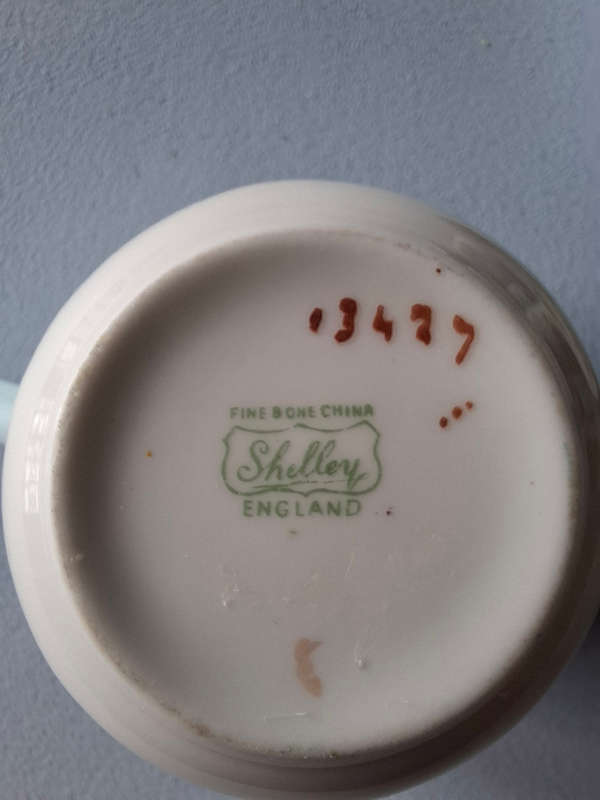 13427
FINE BONE CHINA
Shelley
ENGLAND